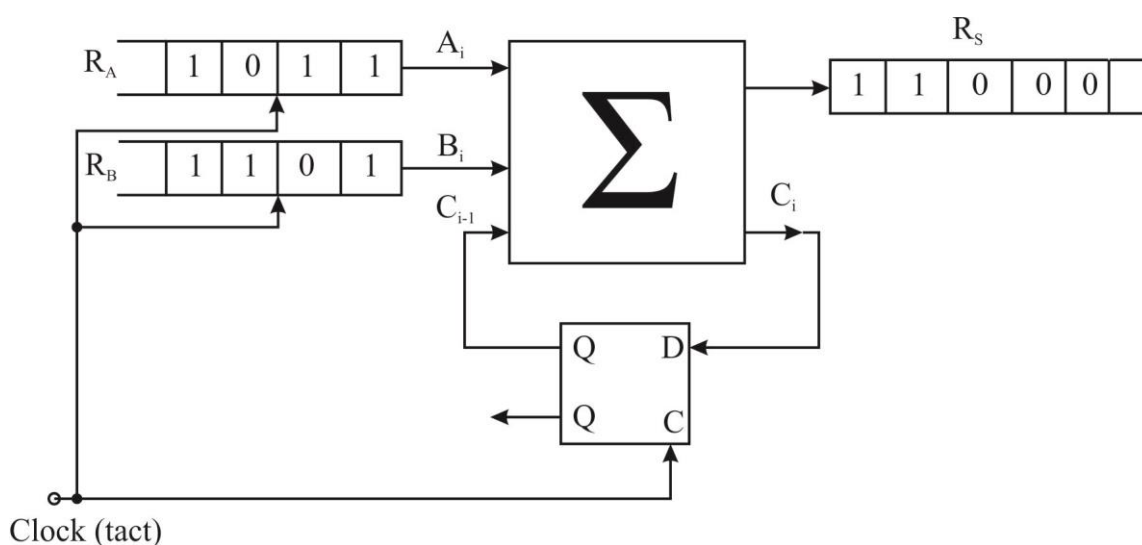 R_A 1 0 1 1 A_i
R_S
1 1 0 0 0
R_B 1 1 0 1 B_i
Σ
C_{i-1} C_i
Q D
Q C
Clock (tact)